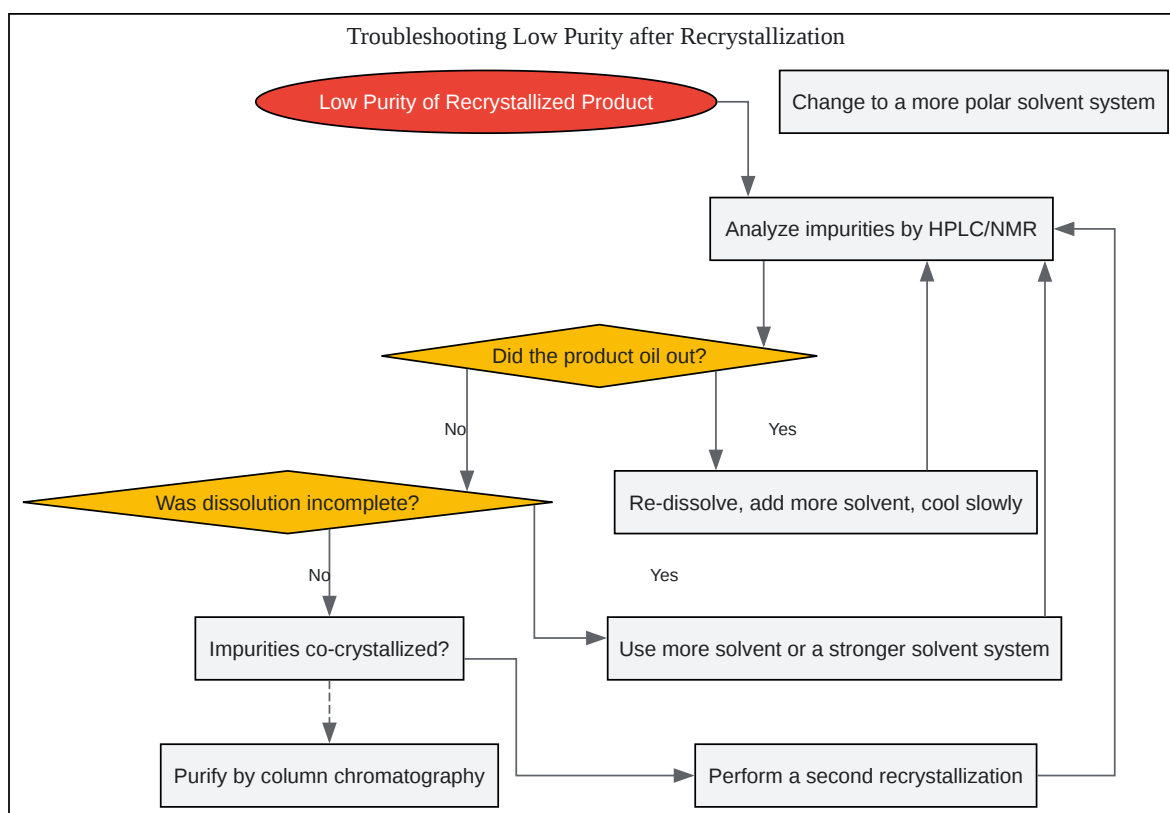 Troubleshooting Low Purity after Recrystallization
Low Purity of Recrystallized Product
Change to a more polar solvent system
Analyze impurities by HPLC/NMR
Did the product oil out?
No
Yes
Was dissolution incomplete?
Re-dissolve, add more solvent, cool slowly
No
Yes
Impurities co-crystallized?
Use more solvent or a stronger solvent system
Purify by column chromatography
Perform a second recrystallization